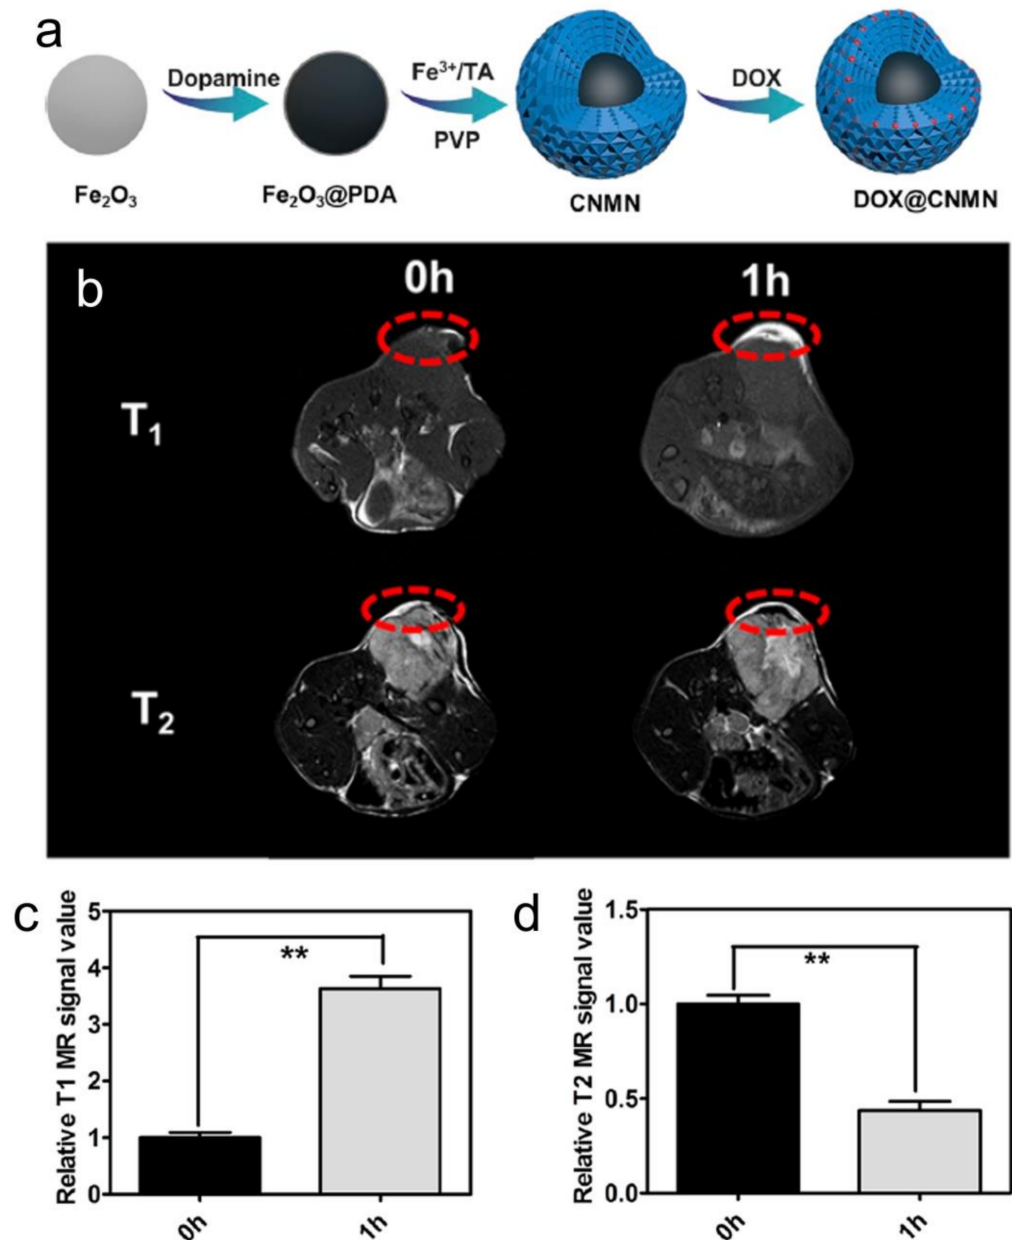 a
Dopamine
Fe³⁺/TA
PVP
DOX
Fe₂O₃
Fe₂O₃@PDA
CNMN
DOX@CNMN
b
0h
1h
T₁
T₂
c
Relative T1 MR signal value
5
4
3
2
1
0
**
0h
1h
d
Relative T2 MR signal value
1.5
1.0
0.5
0.0
**
0h
1h